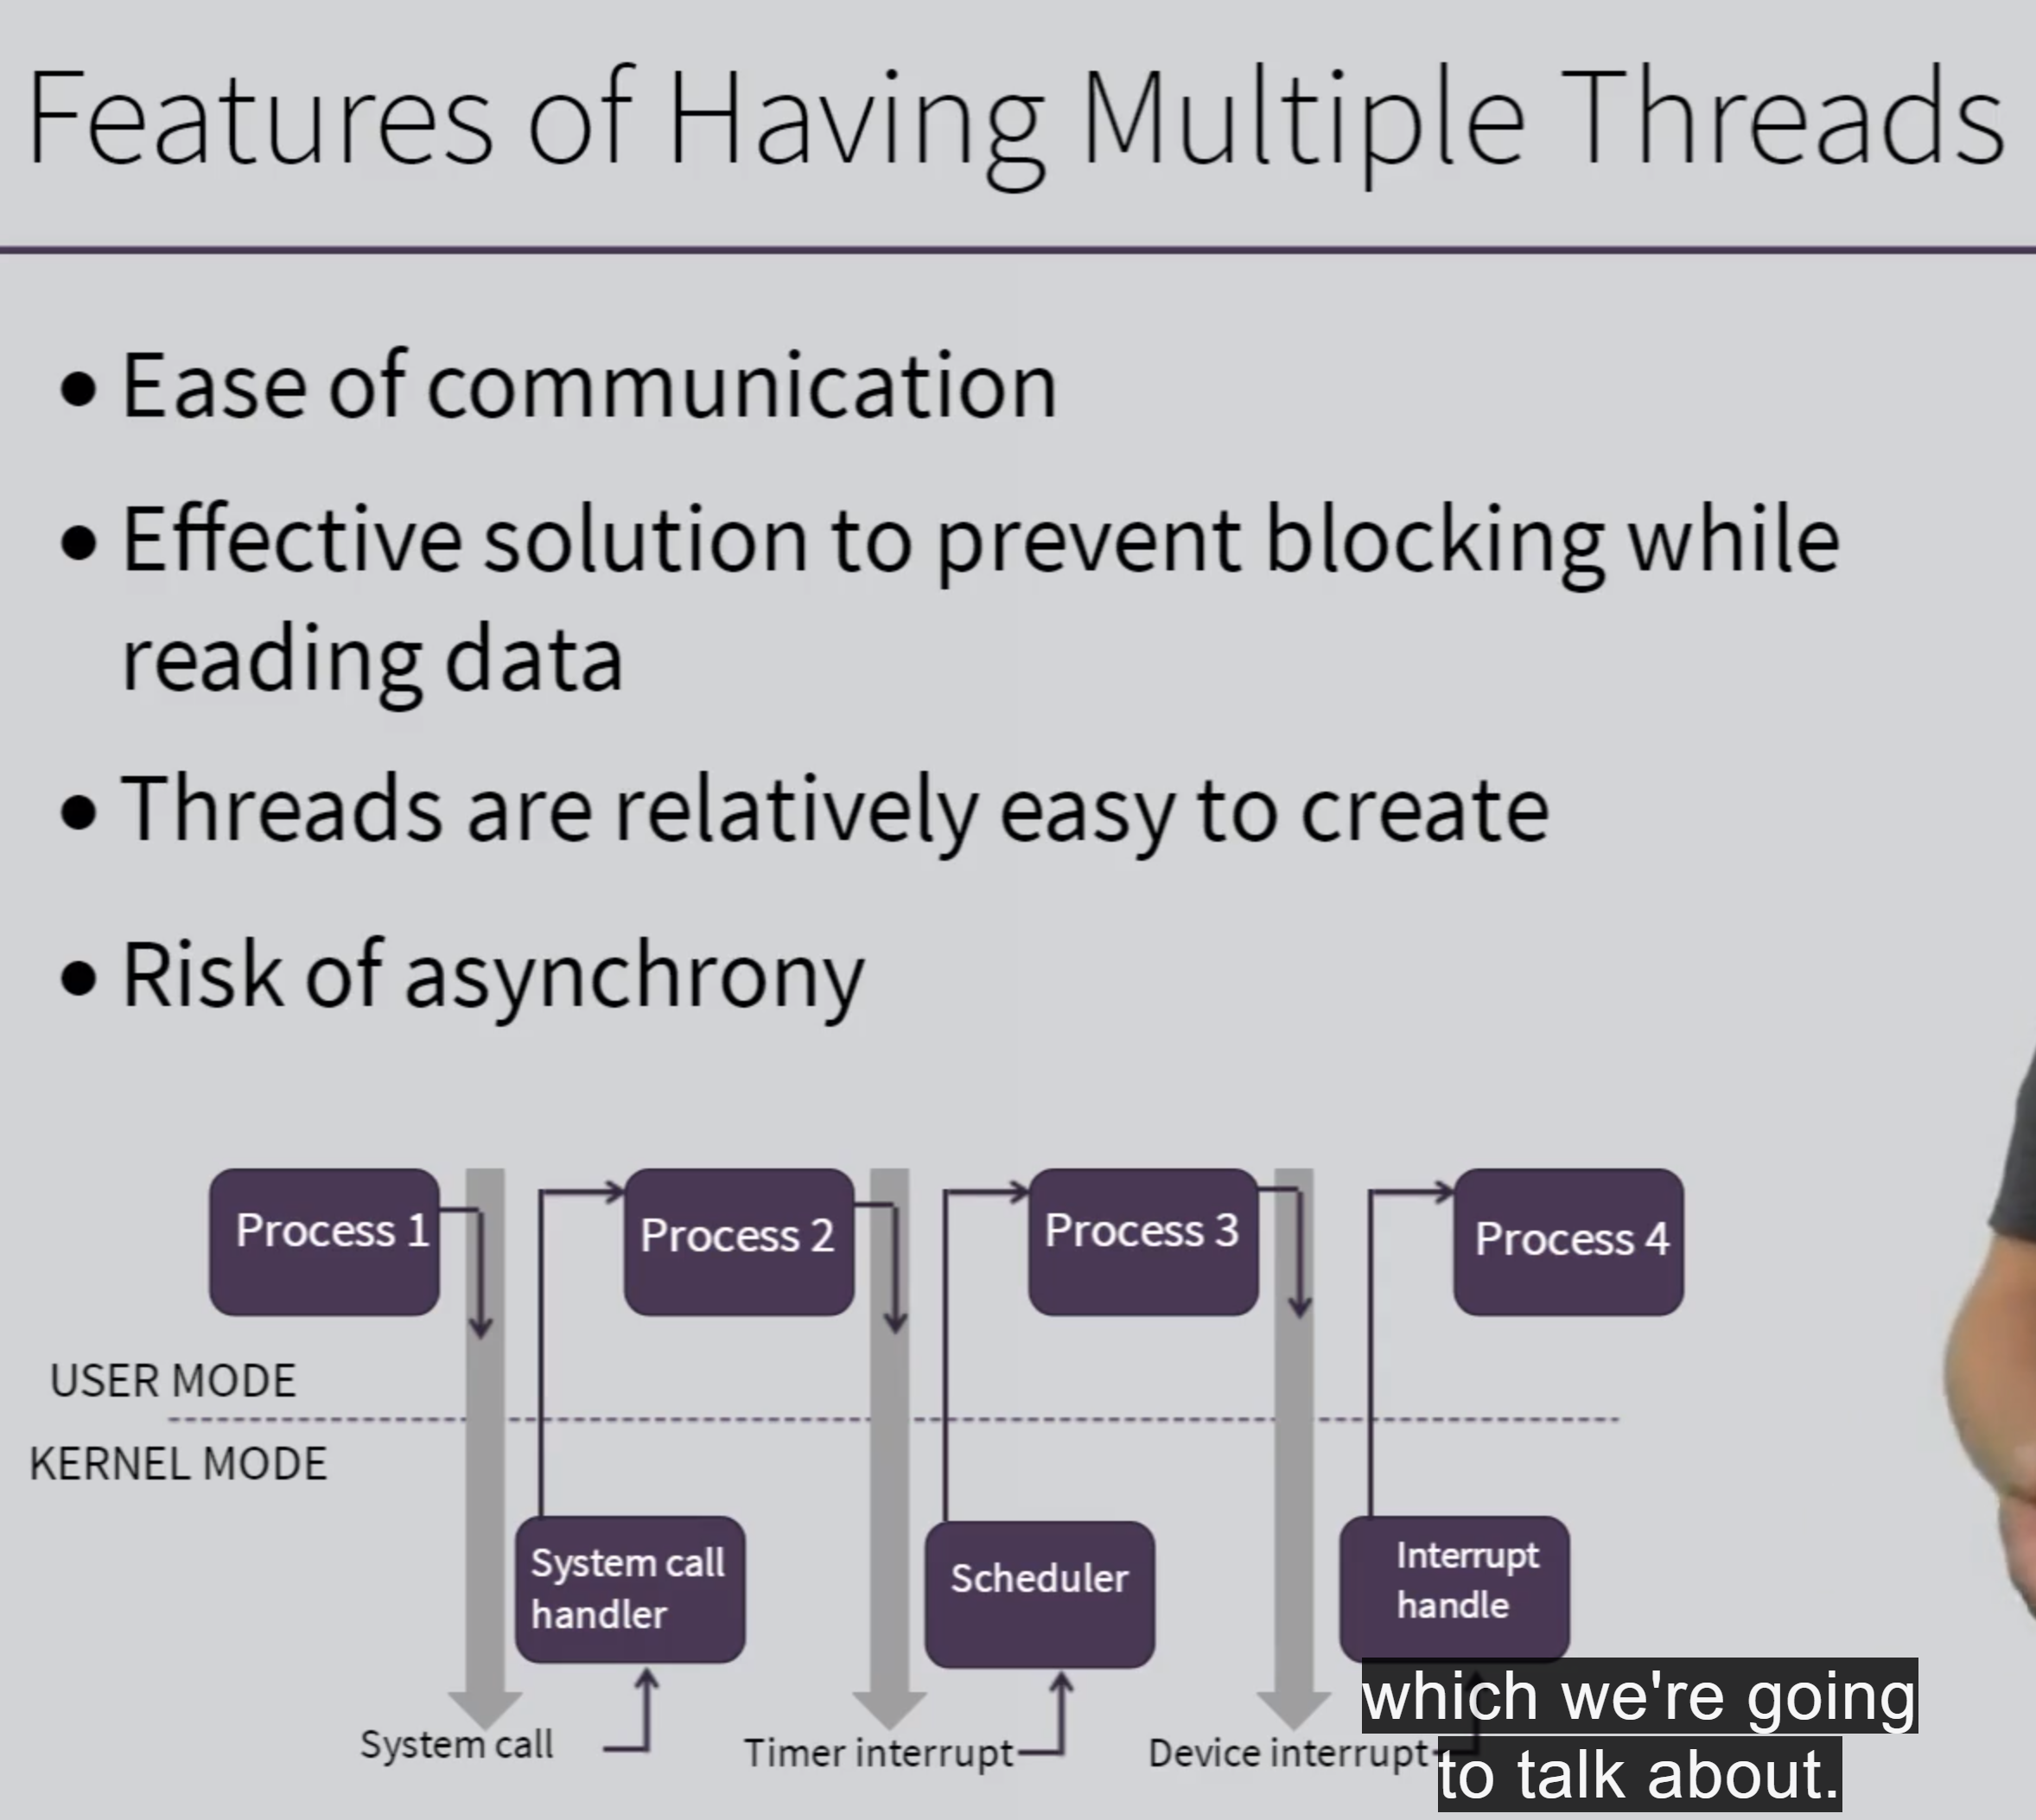 Features of Having Multiple Threads
• Ease of communication
• Effective solution to prevent blocking while
reading data
• Threads are relatively easy to create
• Risk of asynchrony
Process 1
Process 2
Process 3
Process 4
USER MODE
KERNEL MODE
System call
handler
Scheduler
Interrupt
handle
System call
Timer interrupt
Device interrupt
which we're going
to talk about.